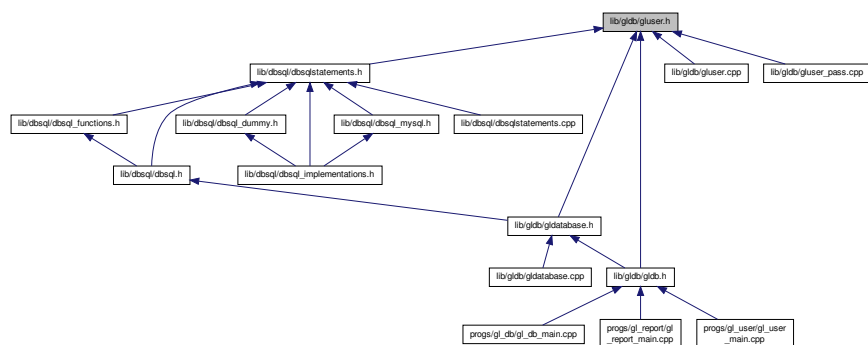 lib/gldb/gluser.h
lib/dbsql/dbsqlstatements.h
lib/gldb/gluser.cpp
lib/gldb/gluser_pass.cpp
lib/dbsql/dbsql_functions.h
lib/dbsql/dbsql_dummy.h
lib/dbsql/dbsql_mysql.h
lib/dbsql/dbsqlstatements.cpp
lib/dbsql/dbsql.h
lib/dbsql/dbsql_implementations.h
lib/gldb/gldatabase.h
lib/gldb/gldatabase.cpp
lib/gldb/gldb.h
progs/gl_db/gl_db_main.cpp
progs/gl_report/gl
_report_main.cpp
progs/gl_user/gl_user
_main.cpp